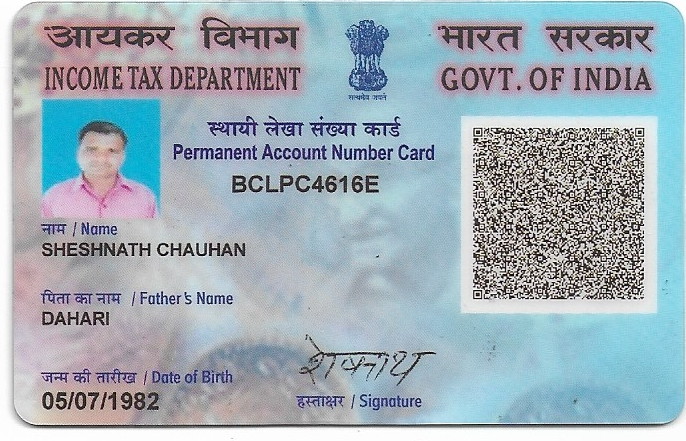 आयकर विभाग
INCOME TAX DEPARTMENT
सत्यमेव जयते
भारत सरकार
GOVT. OF INDIA
स्थायी लेखा संख्या कार्ड
Permanent Account Number Card
BCLPC4616E
नाम / Name
SHESHNATH CHAUHAN
पिता का नाम / Father's Name
DAHARI
जन्म की तारीख / Date of Birth
05/07/1982
शेषनाथ
हस्ताक्षर / Signature